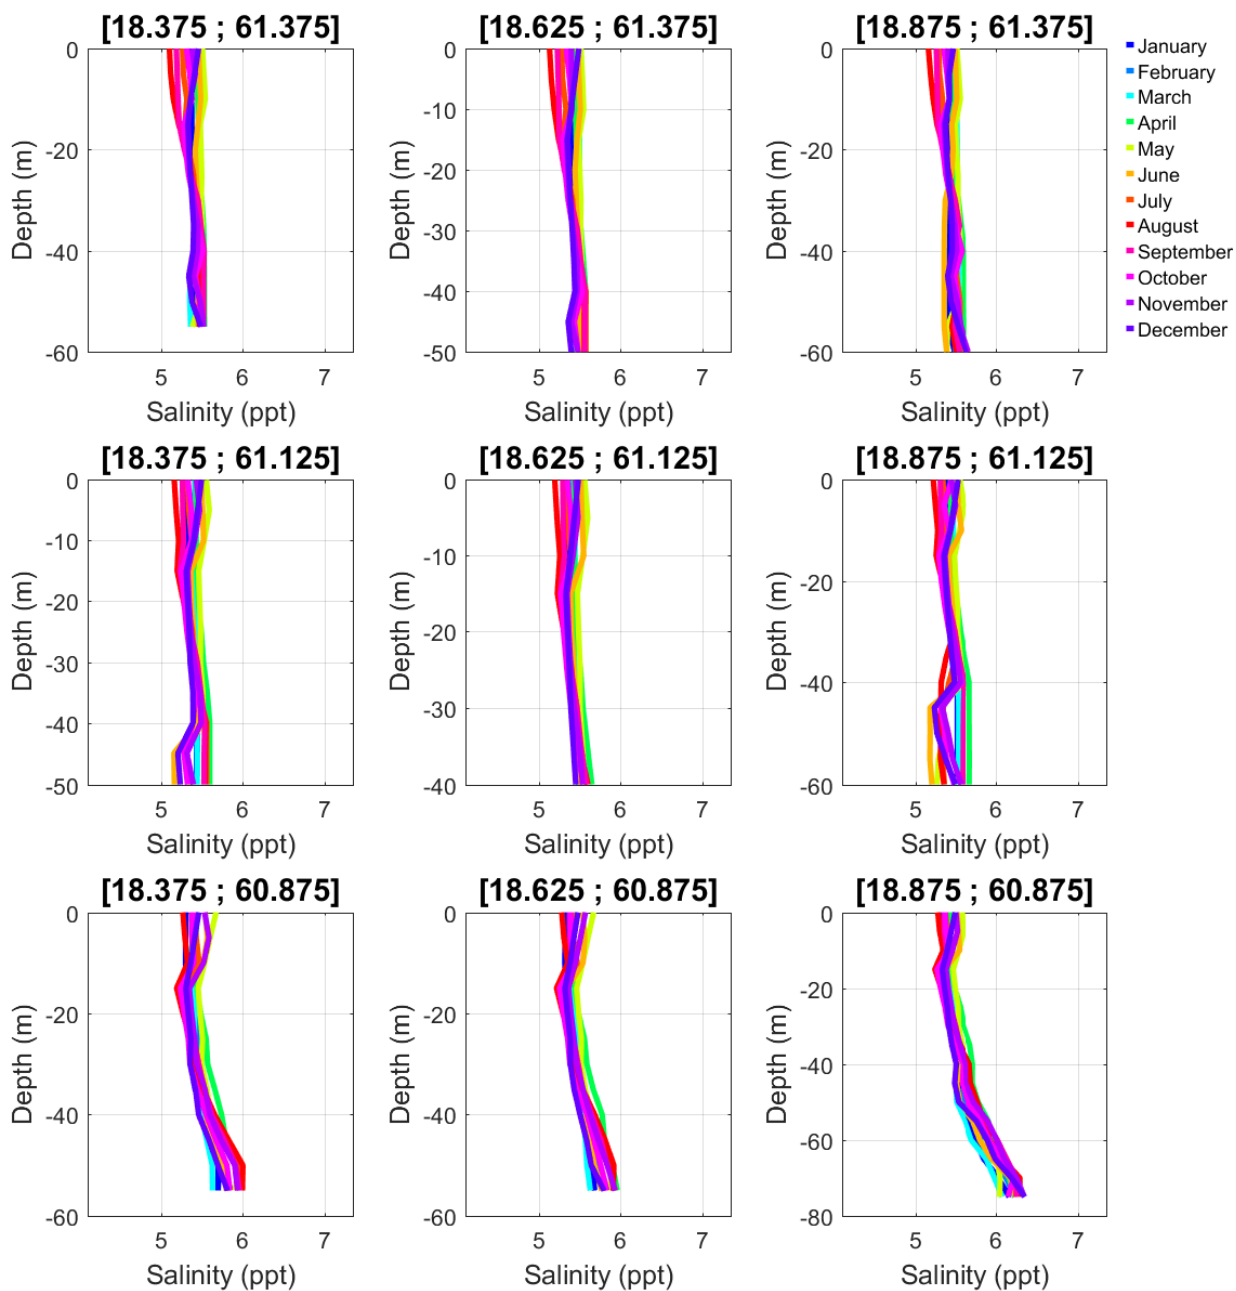 [18.375 ; 61.375]
0
-20
-40
-60
Depth (m)
5 6 7
Salinity (ppt)
[18.625 ; 61.375]
0
-10
-20
-30
-40
-50
Depth (m)
5 6 7
Salinity (ppt)
[18.875 ; 61.375]
0
-20
-40
-60
Depth (m)
5 6 7
Salinity (ppt)
January
February
March
April
May
June
July
August
September
October
November
December
[18.375 ; 61.125]
0
-10
-20
-30
-40
-50
Depth (m)
5 6 7
Salinity (ppt)
[18.625 ; 61.125]
0
-10
-20
-30
-40
Depth (m)
5 6 7
Salinity (ppt)
[18.875 ; 61.125]
0
-20
-40
-60
Depth (m)
5 6 7
Salinity (ppt)
[18.375 ; 60.875]
0
-20
-40
-60
Depth (m)
5 6 7
Salinity (ppt)
[18.625 ; 60.875]
0
-20
-40
-60
Depth (m)
5 6 7
Salinity (ppt)
[18.875 ; 60.875]
0
-20
-40
-60
-80
Depth (m)
5 6 7
Salinity (ppt)